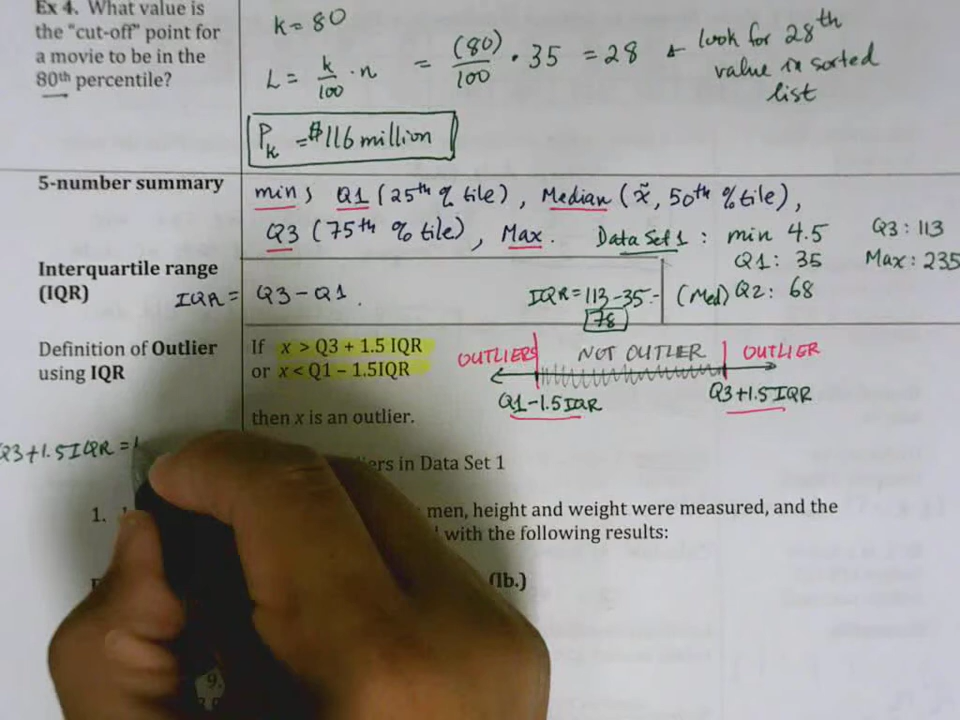 Ex 4. What value is
the "cut-off" point for
a movie to be in the
80th percentile?
k = 80
L = k/100 · n = (80)/100 · 35 = 28 ← look for 28th
value in sorted
list
Pk = $116 million
5-number summary
min, Q1 (25th %tile), Median (x̃, 50th %tile),
Q3 (75th %tile), Max. Data Set 1: min 4.5 Q3: 113
Q1: 35 Max: 235
(Med) Q2: 68
Interquartile range
(IQR)
IQR = Q3 - Q1.
IQR = 113-35=
78
Definition of Outlier
using IQR
If x > Q3 + 1.5 IQR
or x < Q1 – 1.5IQR
then x is an outlier.
OUTLIERS NOT OUTLIER OUTLIER
Q1-1.5IQR Q3+1.5IQR
Q3+1.5IQR =
in Data Set 1
1. men, height and weight were measured, and the
with the following results:
(lb.)
9.